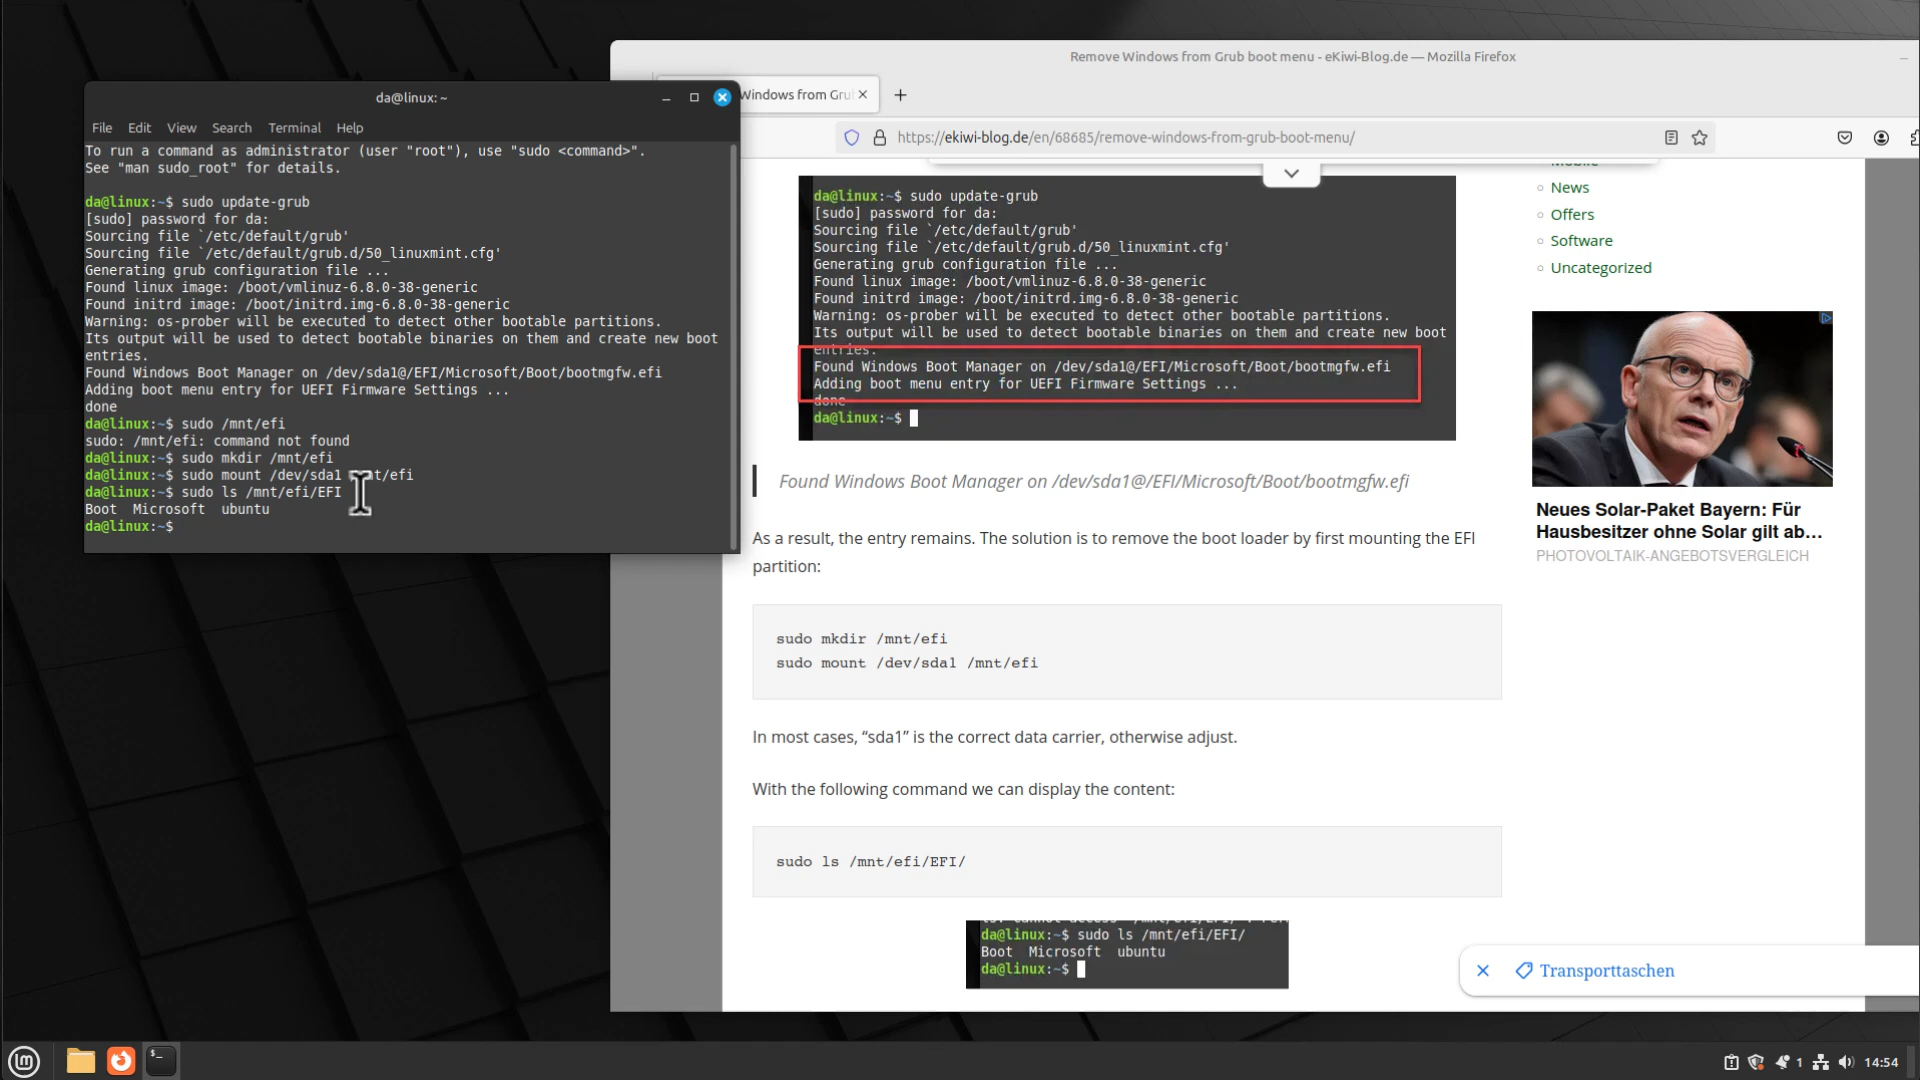 da@linux: ~
File Edit View Search Terminal Help
To run a command as administrator (user "root"), use "sudo <command>".
See "man sudo_root" for details.
da@linux:~$ sudo update-grub
[sudo] password for da:
Sourcing file `/etc/default/grub'
Sourcing file `/etc/default/grub.d/50_linuxmint.cfg'
Generating grub configuration file ...
Found linux image: /boot/vmlinuz-6.8.0-38-generic
Found initrd image: /boot/initrd.img-6.8.0-38-generic
Warning: os-prober will be executed to detect other bootable partitions.
Its output will be used to detect bootable binaries on them and create new boot
entries.
Found Windows Boot Manager on /dev/sda1@/EFI/Microsoft/Boot/bootmgfw.efi
Adding boot menu entry for UEFI Firmware Settings ...
done
da@linux:~$ sudo /mnt/efi
sudo: /mnt/efi: command not found
da@linux:~$ sudo mkdir /mnt/efi
da@linux:~$ sudo mount /dev/sda1 nt/efi
da@linux:~$ sudo ls /mnt/efi/EFI
Boot Microsoft ubuntu
da@linux:~$
Remove Windows from Grub boot menu - eKiwi-Blog.de — Mozilla Firefox
Windows from Gru
https://ekiwi-blog.de/en/68685/remove-windows-from-grub-boot-menu/
da@linux:~$ sudo update-grub
[sudo] password for da:
Sourcing file `/etc/default/grub'
Sourcing file `/etc/default/grub.d/50_linuxmint.cfg'
Generating grub configuration file ...
Found linux image: /boot/vmlinuz-6.8.0-38-generic
Found initrd image: /boot/initrd.img-6.8.0-38-generic
Warning: os-prober will be executed to detect other bootable partitions.
Its output will be used to detect bootable binaries on them and create new boot
entries.
Found Windows Boot Manager on /dev/sda1@/EFI/Microsoft/Boot/bootmgfw.efi
Adding boot menu entry for UEFI Firmware Settings ...
done
da@linux:~$
Found Windows Boot Manager on /dev/sda1@/EFI/Microsoft/Boot/bootmgfw.efi
As a result, the entry remains. The solution is to remove the boot loader by first mounting the EFI
partition:
sudo mkdir /mnt/efi
sudo mount /dev/sda1 /mnt/efi
In most cases, “sda1” is the correct data carrier, otherwise adjust.
With the following command we can display the content:
sudo ls /mnt/efi/EFI/
da@linux:~$ sudo ls /mnt/efi/EFI/
Boot Microsoft ubuntu
da@linux:~$
Mobile
News
Offers
Software
Uncategorized
Neues Solar-Paket Bayern: Für
Hausbesitzer ohne Solar gilt ab…
PHOTOVOLTAIK-ANGEBOTSVERGLEICH
Transporttaschen
1
14:54